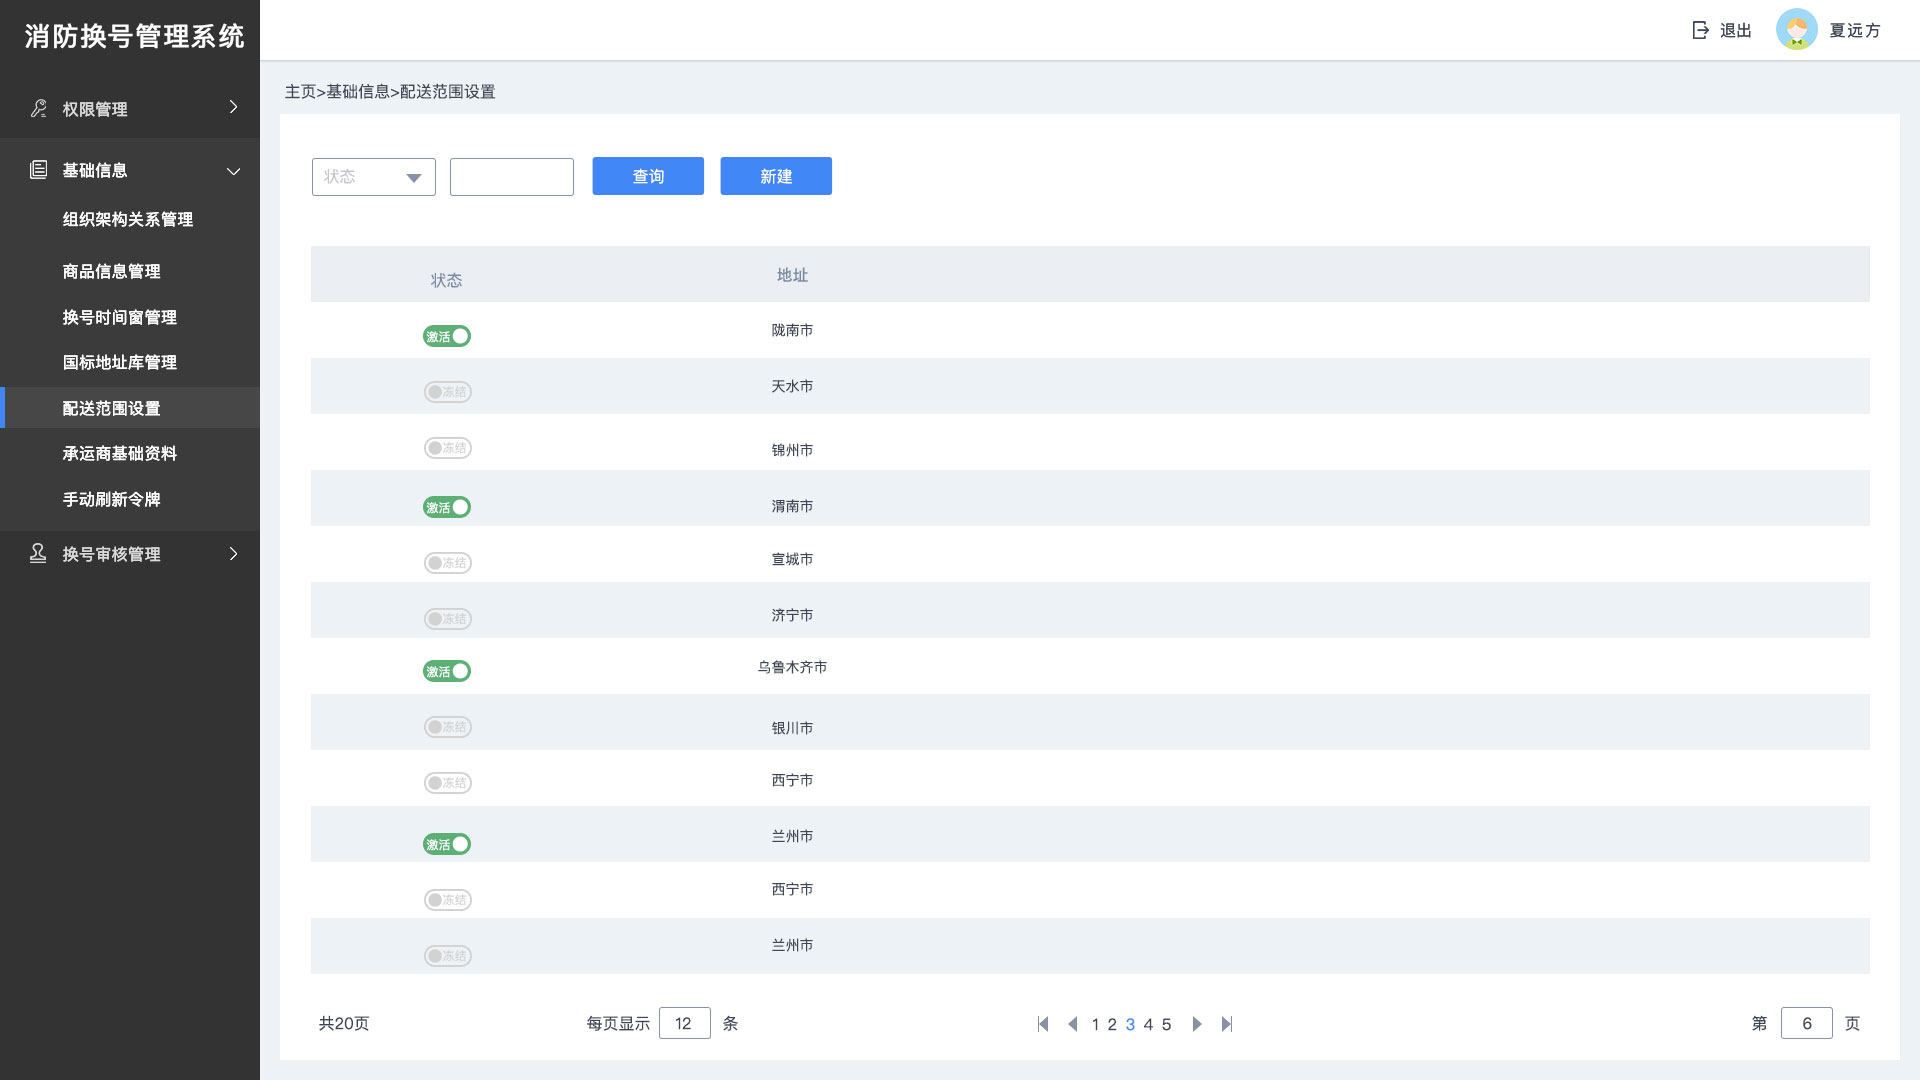 消防换号管理系统
退出
夏远方
主页>基础信息>配送范围设置
权限管理
基础信息
组织架构关系管理
商品信息管理
换号时间窗管理
国标地址库管理
配送范围设置
承运商基础资料
手动刷新令牌
换号审核管理
状态
查询
新建
状态 地址
激活 陇南市
冻结 天水市
冻结 锦州市
激活 渭南市
冻结 宣城市
冻结 济宁市
激活 乌鲁木齐市
冻结 银川市
冻结 西宁市
激活 兰州市
冻结 西宁市
冻结 兰州市
共20页 每页显示 12 条 1 2 3 4 5 第 6 页